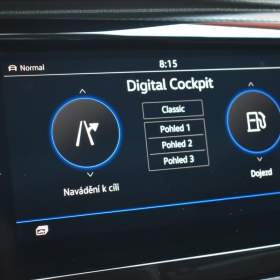 Normal
8:15
Digital Cockpit
Classic
Pohled 1
Pohled 2
Pohled 3
Navádění k cíli
Dojezd